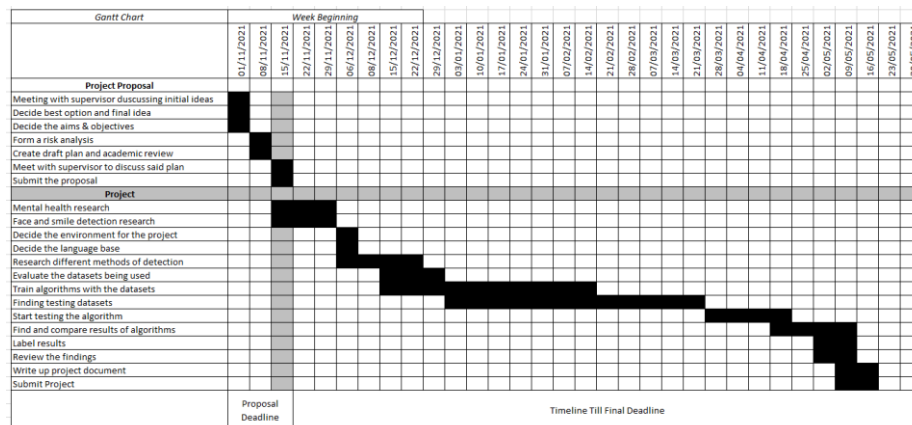 Gantt Chart
Week Beginning
01/11/2021
08/11/2021
15/11/2021
22/11/2021
29/11/2021
06/12/2021
08/12/2021
15/12/2021
22/12/2021
29/12/2021
03/01/2021
10/01/2021
17/01/2021
24/01/2021
31/01/2021
07/02/2021
14/02/2021
21/02/2021
28/02/2021
07/03/2021
14/03/2021
21/03/2021
28/03/2021
04/04/2021
11/04/2021
18/04/2021
25/04/2021
02/05/2021
09/05/2021
16/05/2021
23/05/2021
Project Proposal
Meeting with supervisor duscussing initial ideas
Decide best option and final idea
Decide the aims & objectives
Form a risk analysis
Create draft plan and academic review
Meet with supervisor to discuss said plan
Submit the proposal
Project
Mental health research
Face and smile detection research
Decide the environment for the project
Decide the language base
Research different methods of detection
Evaluate the datasets being used
Train algorithms with the datasets
Finding testing datasets
Start testing the algorithm
Find and compare results of algorithms
Label results
Review the findings
Write up project document
Submit Project
Proposal
Deadline
Timeline Till Final Deadline